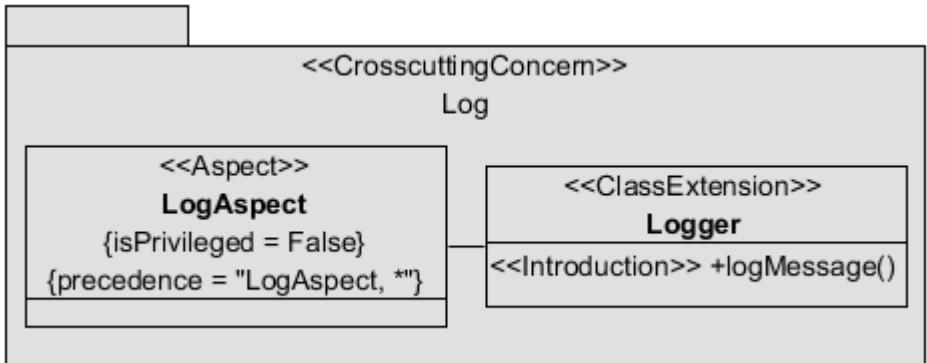 <<CrosscuttingConcern>>
Log
<<Aspect>>
LogAspect
{isPrivileged = False}
{precedence = "LogAspect, *"}
<<ClassExtension>>
Logger
<<Introduction>> +logMessage()